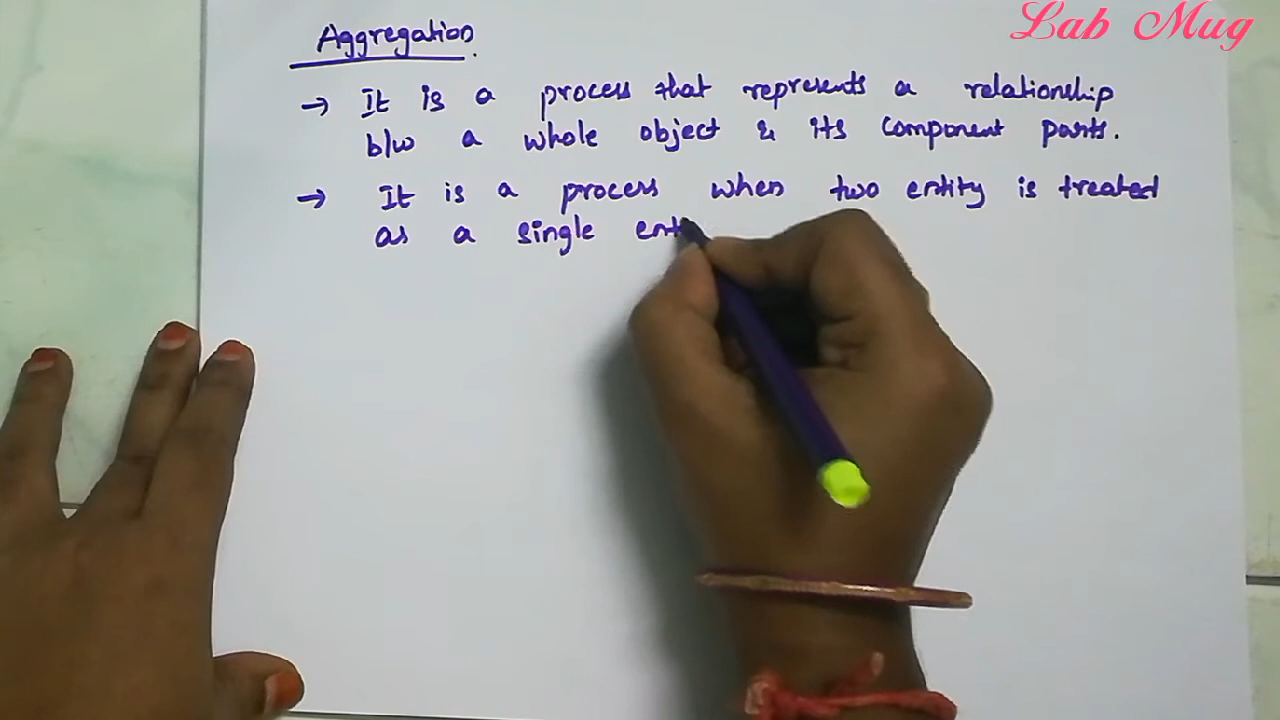 Lab Mug
Aggregation.
→ It is a process that represents a relationship
b/w a whole object & its component parts.
→ It is a process when two entity is treated
as a single ent